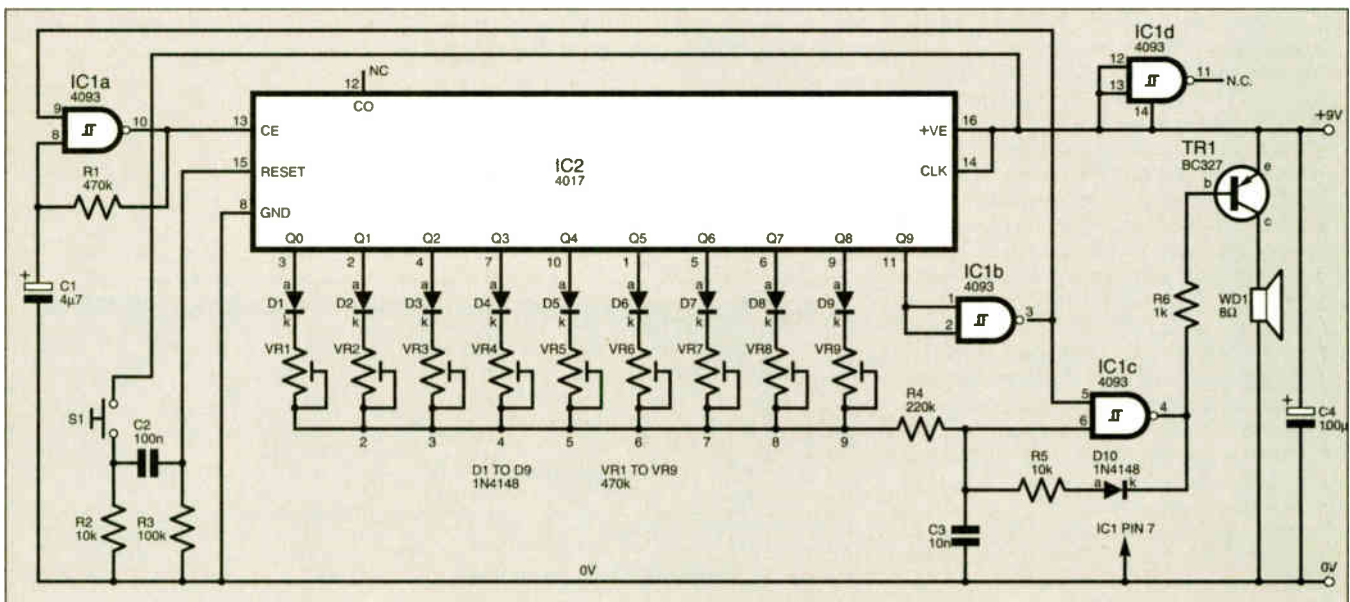 IC1a
4093
9
8
10
R1
470k
C1
4µ7
+
S1
C2
100n
R2
10k
R3
100k
NC
12
CO
13
CE
15
RESET
8
GND
IC2
4017
+VE
16
CLK
14
Q0 Q1 Q2 Q3 Q4 Q5 Q6 Q7 Q8 Q9
3 2 4 7 10 1 5 6 9 11
a a a a a a a a a
D1 D2 D3 D4 D5 D6 D7 D8 D9
k k k k k k k k k
VR1 VR2 VR3 VR4 VR5 VR6 VR7 VR8 VR9
2 3 4 5 6 7 8 9
D1 TO D9
1N4148
VR1 TO VR9
470k
IC1b
1
2
3
IC1d
4093
12
13
11
N.C.
14
+9V
TR1
BC327
e
b
c
R4
220k
IC1c
4093
5
6
4
R6
1k
WD1
8Ω
+
C4
100µ
R5
10k
D10
1N4148
a k
C3
10n
IC1 PIN 7
0V
0V